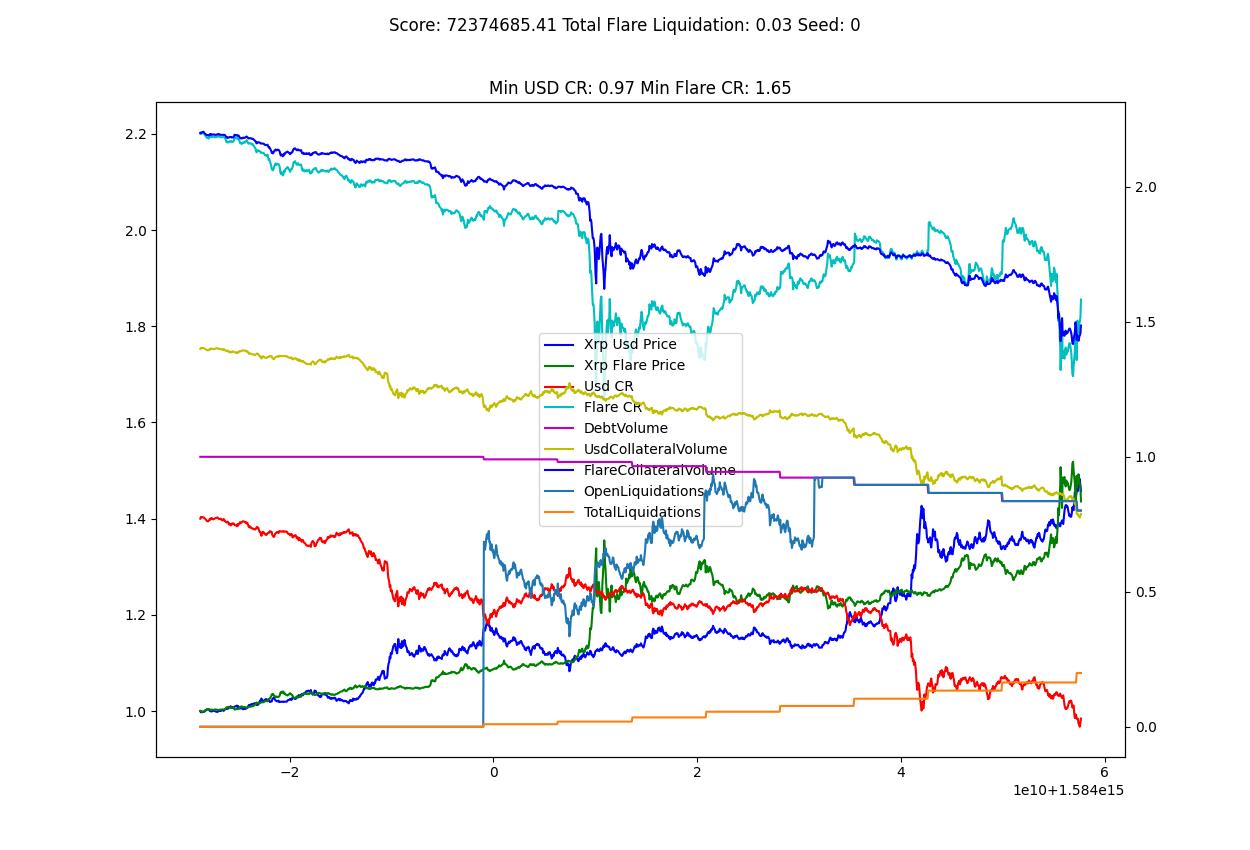 Score: 72374685.41 Total Flare Liquidation: 0.03 Seed: 0
Min USD CR: 0.97 Min Flare CR: 1.65
2.2
2.0
1.8
1.6
1.4
1.2
1.0
Xrp Usd Price
Xrp Flare Price
Usd CR
Flare CR
DebtVolume
UsdCollateralVolume
FlareCollateralVolume
OpenLiquidations
TotalLiquidations
2.0
1.5
1.0
0.5
0.0
−2 0 2 4 6
1e10+1.584e15